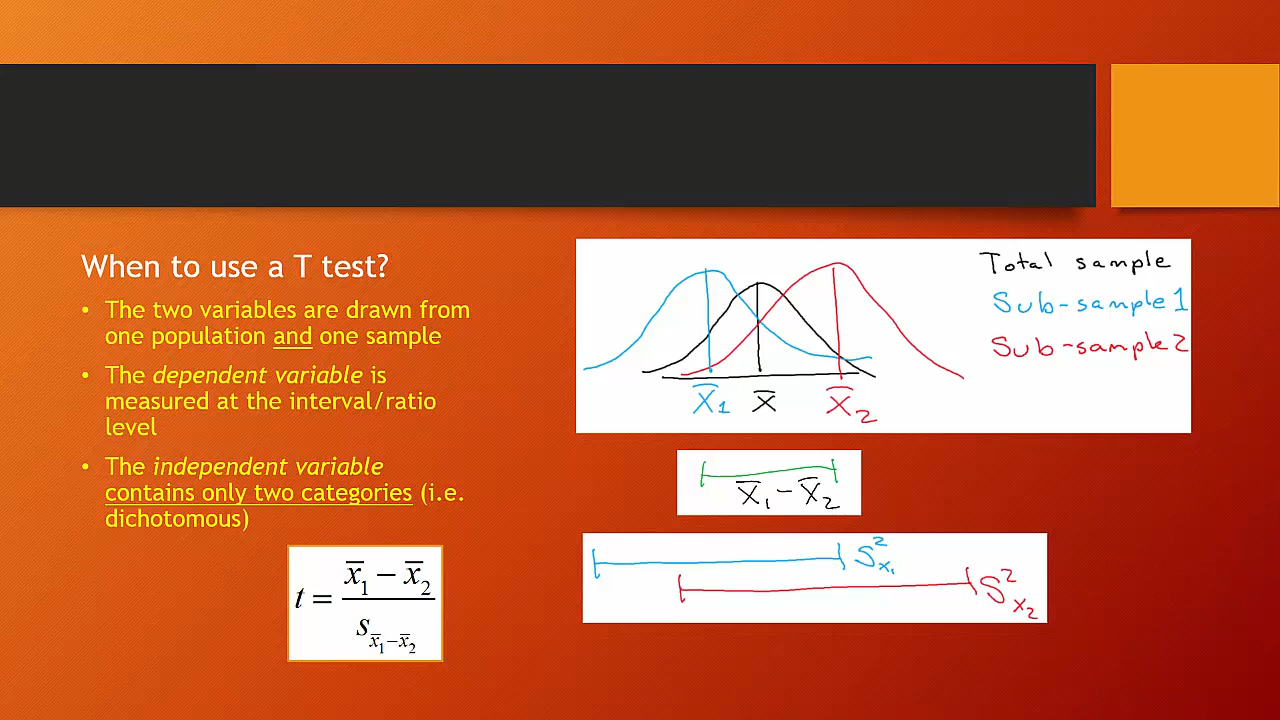 When to use a T test?
• The two variables are drawn from
one population and one sample
• The dependent variable is
measured at the interval/ratio
level
• The independent variable
contains only two categories (i.e.
dichotomous)
t = (x̄₁ − x̄₂) / s x̄₁−x̄₂
Total sample
Sub-sample 1
Sub-sample 2
X̄₁ X̄ X̄₂
X̄₁ − X̄₂
S²x₁
S²x₂